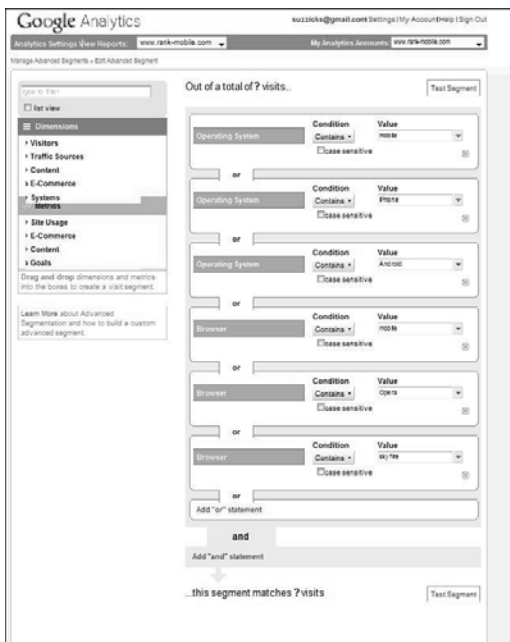 Google Analytics
suzzicks@gmail.com Settings | My Account Help | Sign Out
Analytics Settings View Reports: www.rank-mobile.com
My Analytics Accounts: www.rank-mobile.com
Manage Advanced Segments » Edit Advanced Segment
type to filter
list view
Dimensions
Visitors
Traffic Sources
Content
E-Commerce
Systems
Metrics
Site Usage
E-Commerce
Content
Goals
Drag and drop dimensions and metrics
into the boxes to create a visit segment.
Learn More about Advanced
Segmentation and how to build a custom
advanced segment.
Out of a total of ? visits...
Test Segment
Condition Value
Operating System Contains mobile
case sensitive
or
Condition Value
Operating System Contains iPhone
case sensitive
or
Condition Value
Operating System Contains Android
case sensitive
or
Condition Value
Browser Contains mobile
case sensitive
or
Condition Value
Browser Contains Opera
case sensitive
or
Condition Value
Browser Contains sky fire
case sensitive
or
Add "or" statement
and
Add "and" statement
...this segment matches ? visits
Test Segment